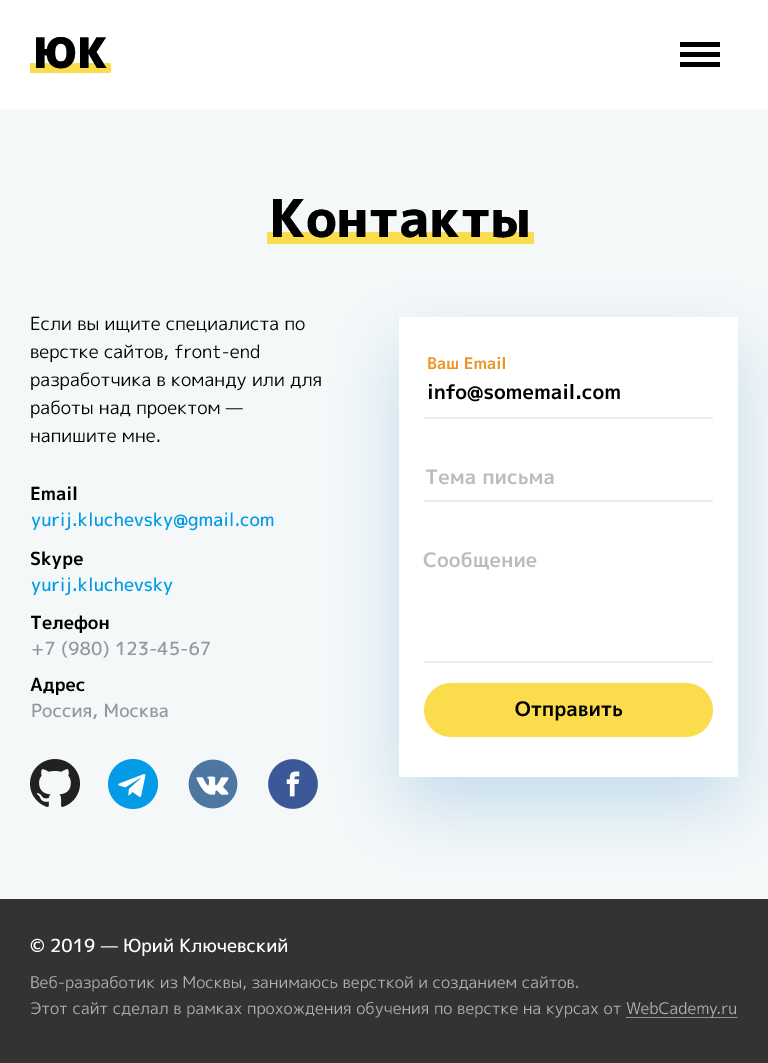 ЮК
Контакты
Если вы ищите специалиста по
верстке сайтов, front-end
разработчика в команду или для
работы над проектом —
напишите мне.
Email
yurij.kluchevsky@gmail.com
Skype
yurij.kluchevsky
Телефон
+7 (980) 123-45-67
Адрес
Россия, Москва
Ваш Email
info@somemail.com
Тема письма
Сообщение
Отправить
© 2019 — Юрий Ключевский
Веб-разработик из Москвы, занимаюсь версткой и созданием сайтов.
Этот сайт сделал в рамках прохождения обучения по верстке на курсах от WebCademy.ru